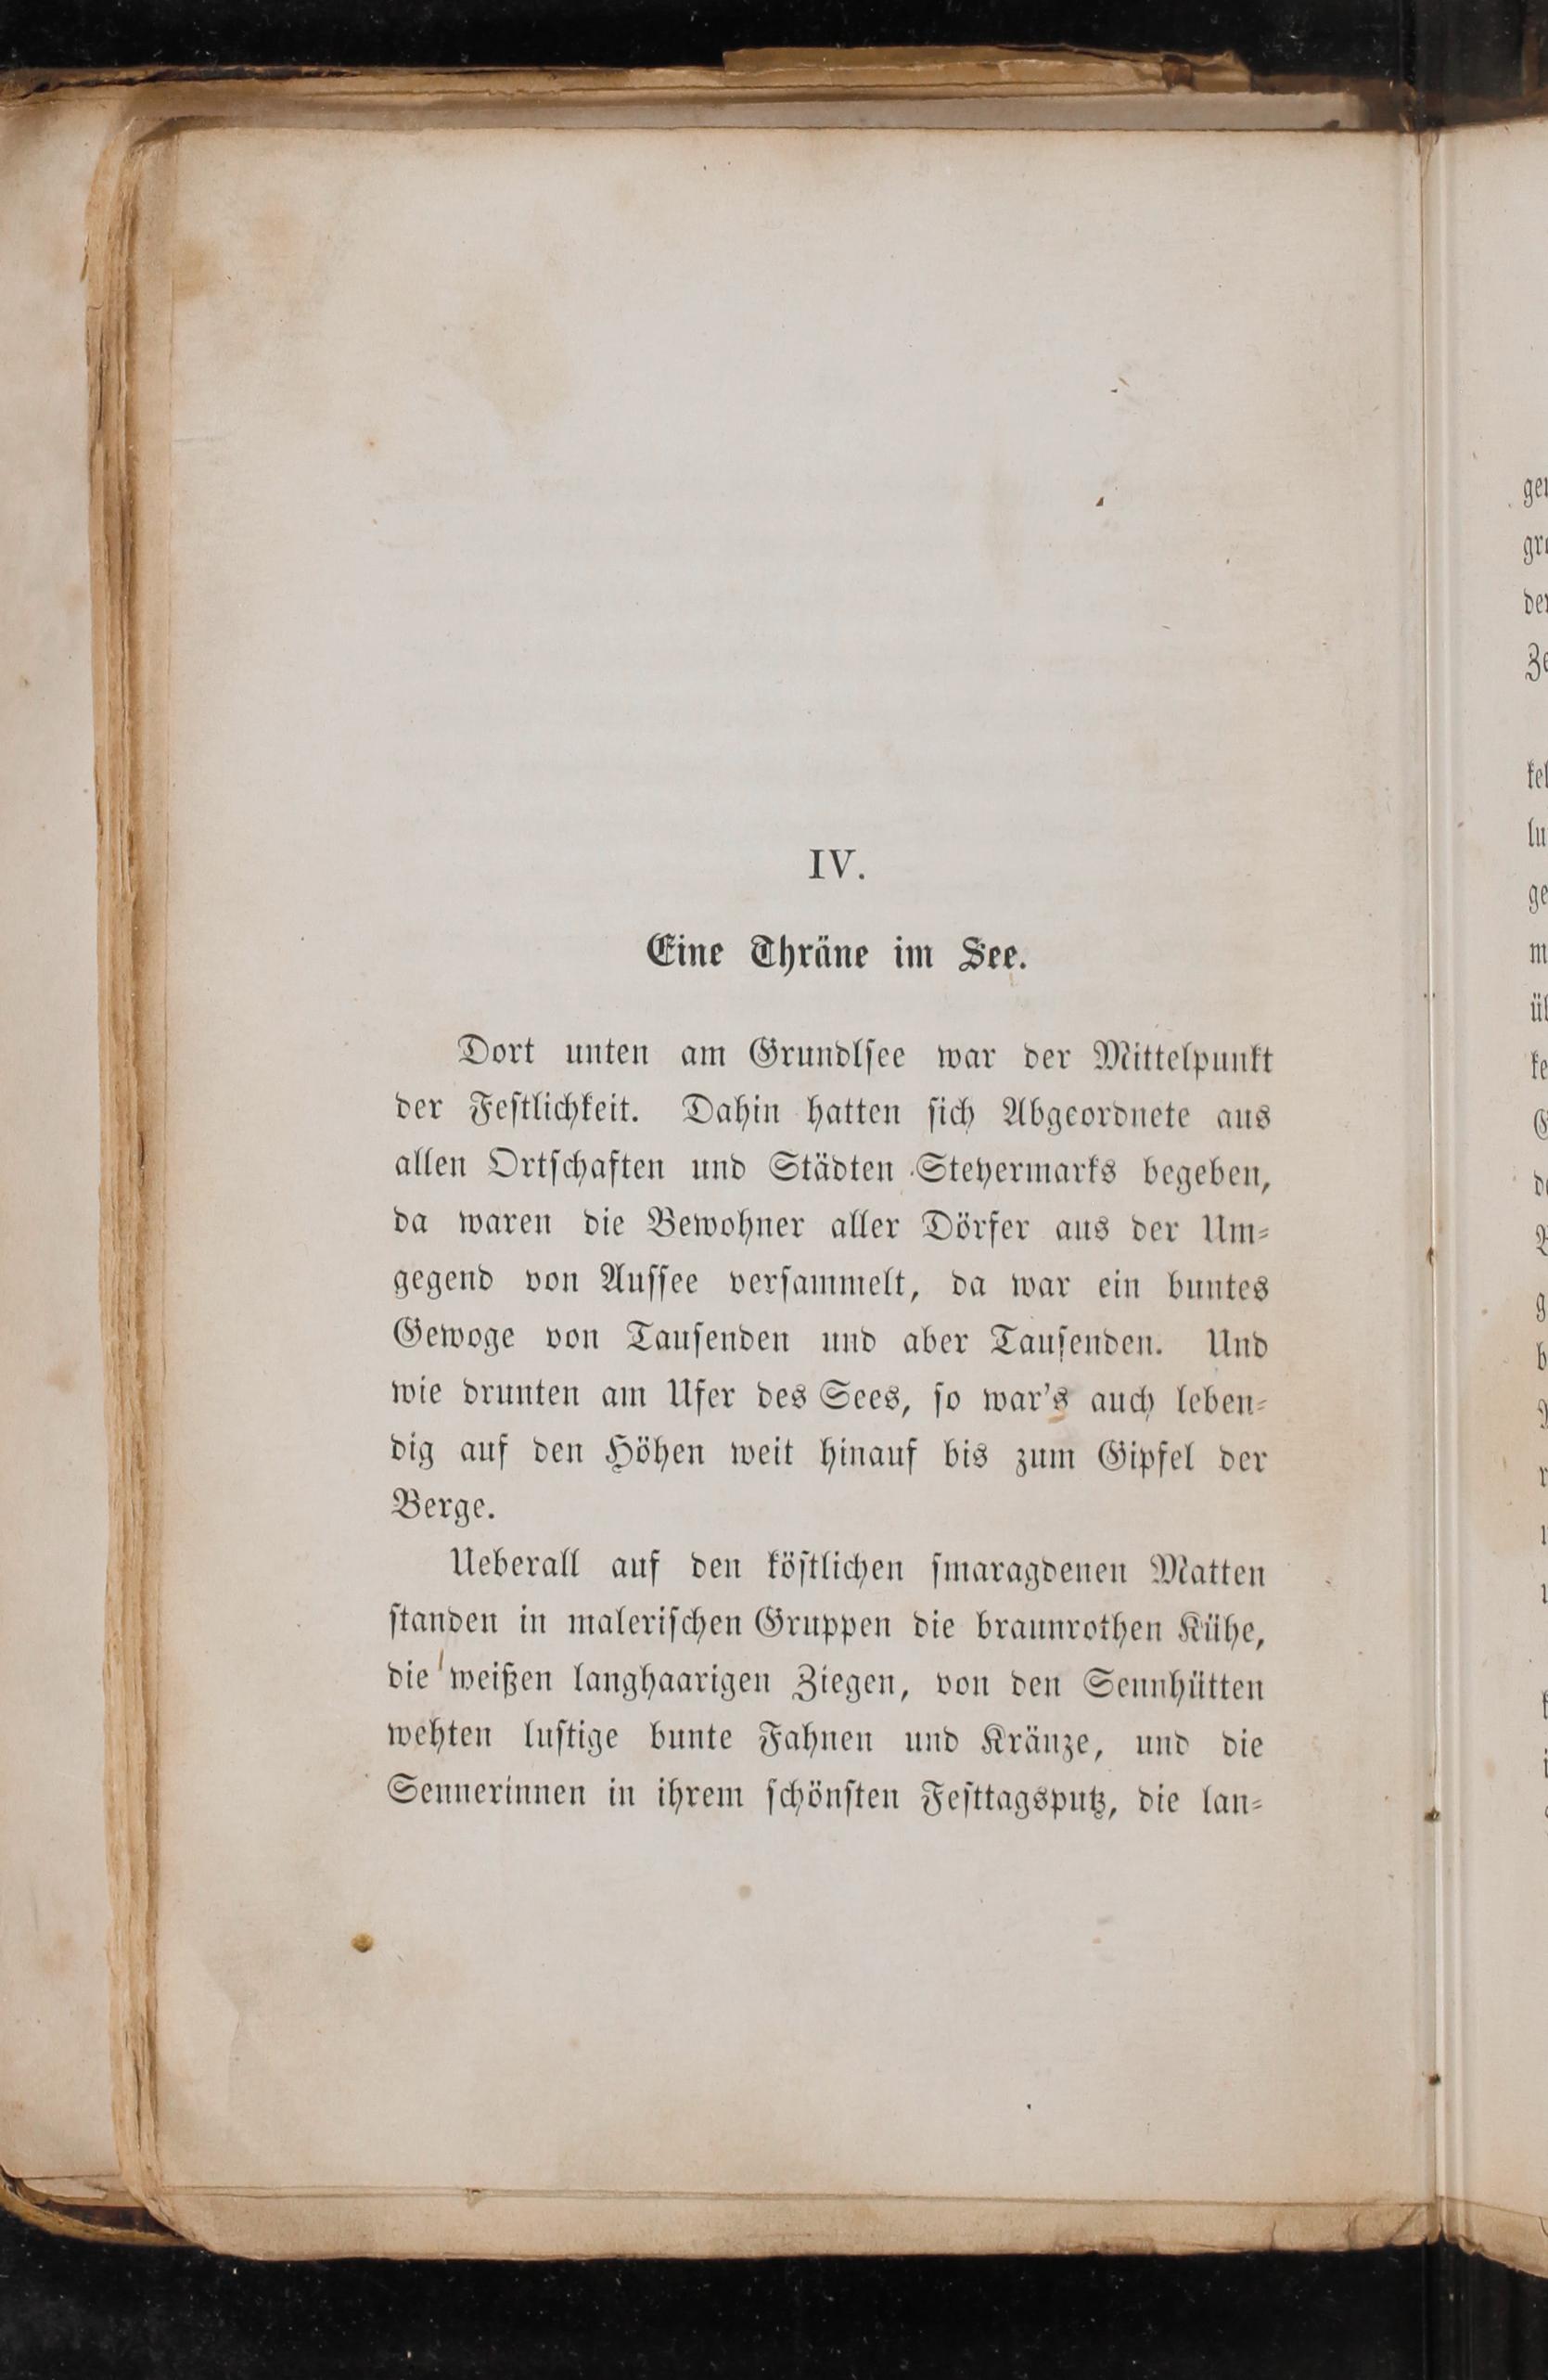 IV.
Eine Thräne im See.
Dort unten am Grundlsee war der Mittelpunkt
der Festlichkeit. Dahin hatten sich Abgeordnete aus
allen Ortschaften und Städten Steyermarks begeben,
da waren die Bewohner aller Dörfer aus der Um-
gegend von Aussee versammelt, da war ein buntes
Gewoge von Tausenden und aber Tausenden. Und
wie drunten am Ufer des Sees, so war's auch leben-
dig auf den Höhen weit hinauf bis zum Gipfel der
Berge.
Ueberall auf den köstlichen smaragdenen Matten
standen in malerischen Gruppen die braunrothen Kühe,
die weißen langhaarigen Ziegen, von den Sennhütten
wehten lustige bunte Fahnen und Kränze, und die
Sennerinnen in ihrem schönsten Festtagsputz, die lan-